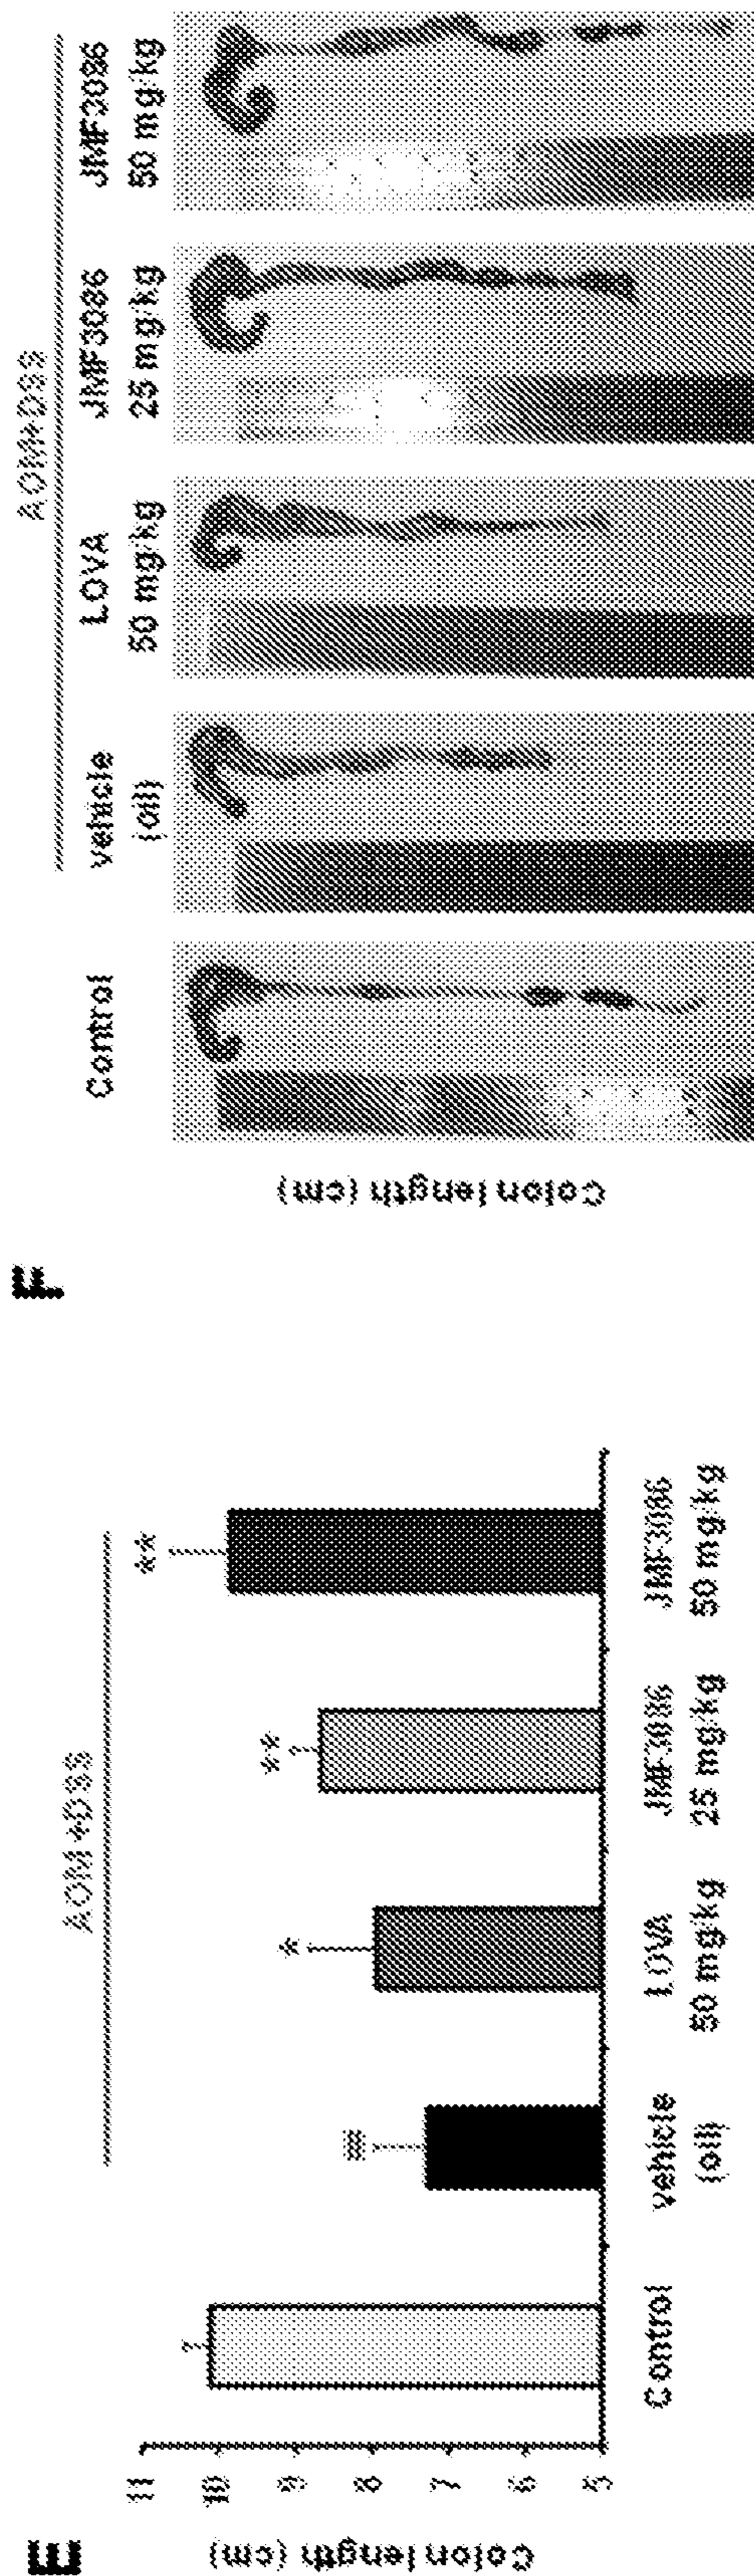 E
Colon length (cm)
11
10
9
8
7
6
5
AOM+DSS
**
**
*
Control
vehicle
(oil)
LOVA
50 mg/kg
JMF3086
25 mg/kg
JMF3086
50 mg/kg
F
Colon length (cm)
AOM+DSS
Control
vehicle
(oil)
LOVA
50 mg/kg
JMF3086
25 mg/kg
JMF3086
50 mg/kg